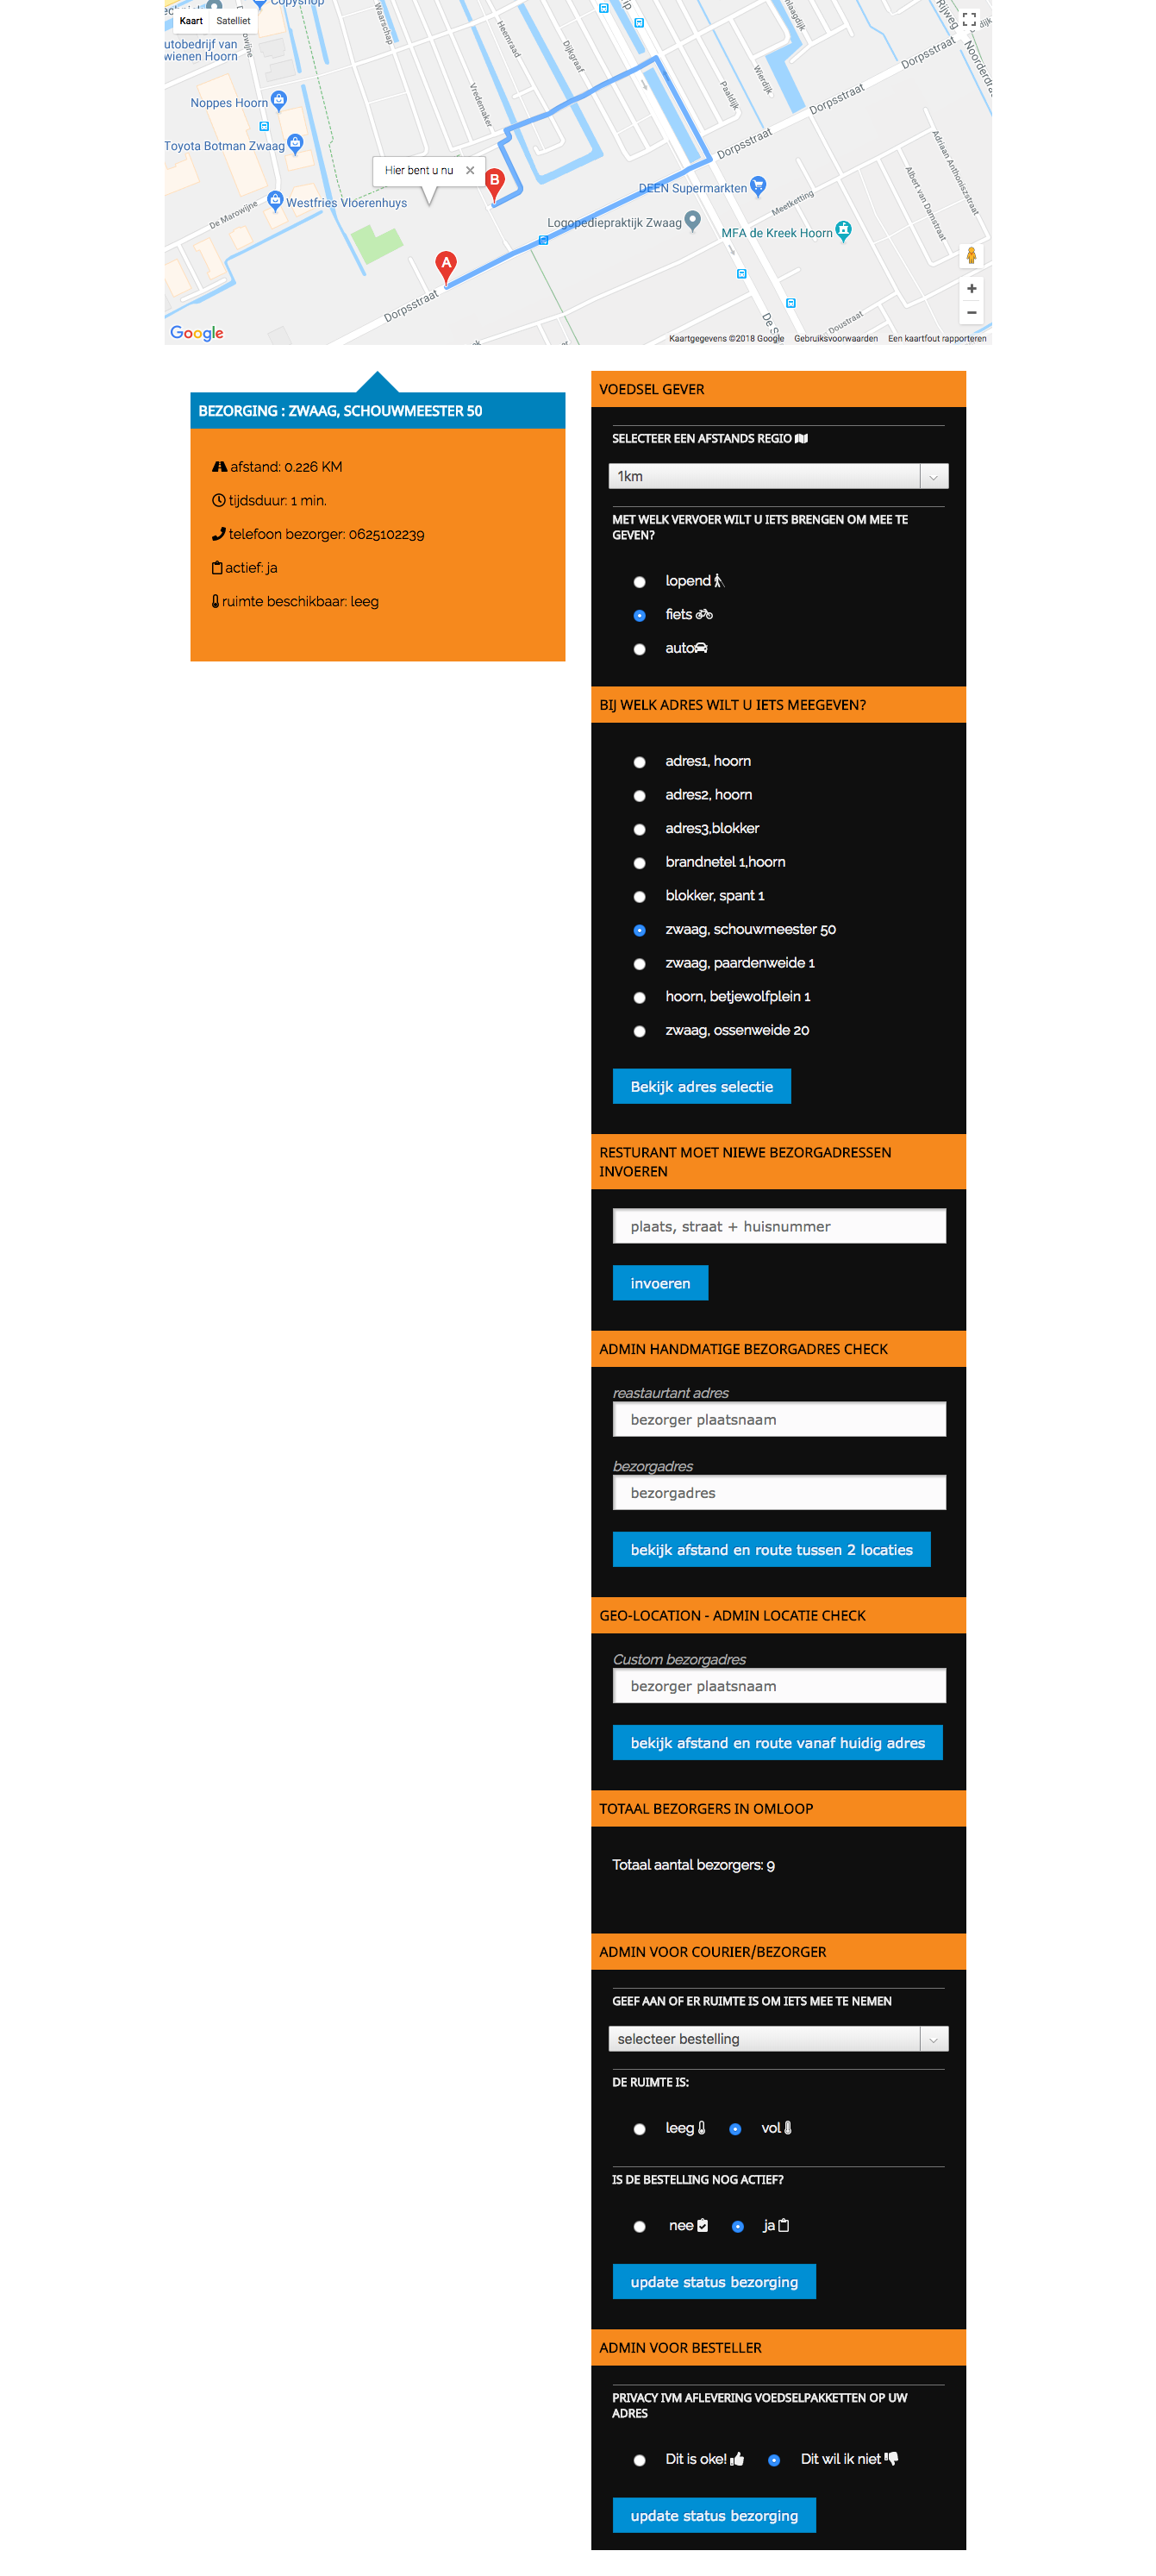 Copyshop
Kaart Satelliet
utobedrijf van
wienen Hoorn
Waarschap
Heemraad
Dijkgraaf
Vredemaker
Wierdijk
Paaldijk
Dorpsstraat
Rijweg
Noorderdra
Noppes Hoorn
Dorpsstraat
Toyota Botman Zwaag
Dorpsstraat
Adriaan Anthoniszstraat
Hier bent u nu
B
DEEN Supermarkten
Albert van Damstraat
Westfries Vloerenhuys
De Marowijne
Meetketting
Logopediepraktijk Zwaag
MFA de Kreek Hoorn
A
Dorpsstraat
Doustraat
Google
Kaartgegevens ©2018 Google Gebruiksvoorwaarden Een kaartfout rapporteren
BEZORGING : ZWAAG, SCHOUWMEESTER 50
afstand: 0.226 KM
tijdsduur: 1 min.
telefoon bezorger: 0625102239
actief: ja
ruimte beschikbaar: leeg
VOEDSEL GEVER
SELECTEER EEN AFSTANDS REGIO
1km
MET WELK VERVOER WILT U IETS BRENGEN OM MEE TE
GEVEN?
lopend
fiets
auto
BIJ WELK ADRES WILT U IETS MEEGEVEN?
adres1, hoorn
adres2, hoorn
adres3,blokker
brandnetel 1,hoorn
blokker, spant 1
zwaag, schouwmeester 50
zwaag, paardenweide 1
hoorn, betjewolfplein 1
zwaag, ossenweide 20
Bekijk adres selectie
RESTURANT MOET NIEWE BEZORGADRESSEN
INVOEREN
plaats, straat + huisnummer
invoeren
ADMIN HANDMATIGE BEZORGADRES CHECK
reastaurtant adres
bezorger plaatsnaam
bezorgadres
bezorgadres
bekijk afstand en route tussen 2 locaties
GEO-LOCATION - ADMIN LOCATIE CHECK
Custom bezorgadres
bezorger plaatsnaam
bekijk afstand en route vanaf huidig adres
TOTAAL BEZORGERS IN OMLOOP
Totaal aantal bezorgers: 9
ADMIN VOOR COURIER/BEZORGER
GEEF AAN OF ER RUIMTE IS OM IETS MEE TE NEMEN
selecteer bestelling
DE RUIMTE IS:
leeg vol
IS DE BESTELLING NOG ACTIEF?
nee ja
update status bezorging
ADMIN VOOR BESTELLER
PRIVACY IVM AFLEVERING VOEDSELPAKKETTEN OP UW
ADRES
Dit is oke! Dit wil ik niet
update status bezorging